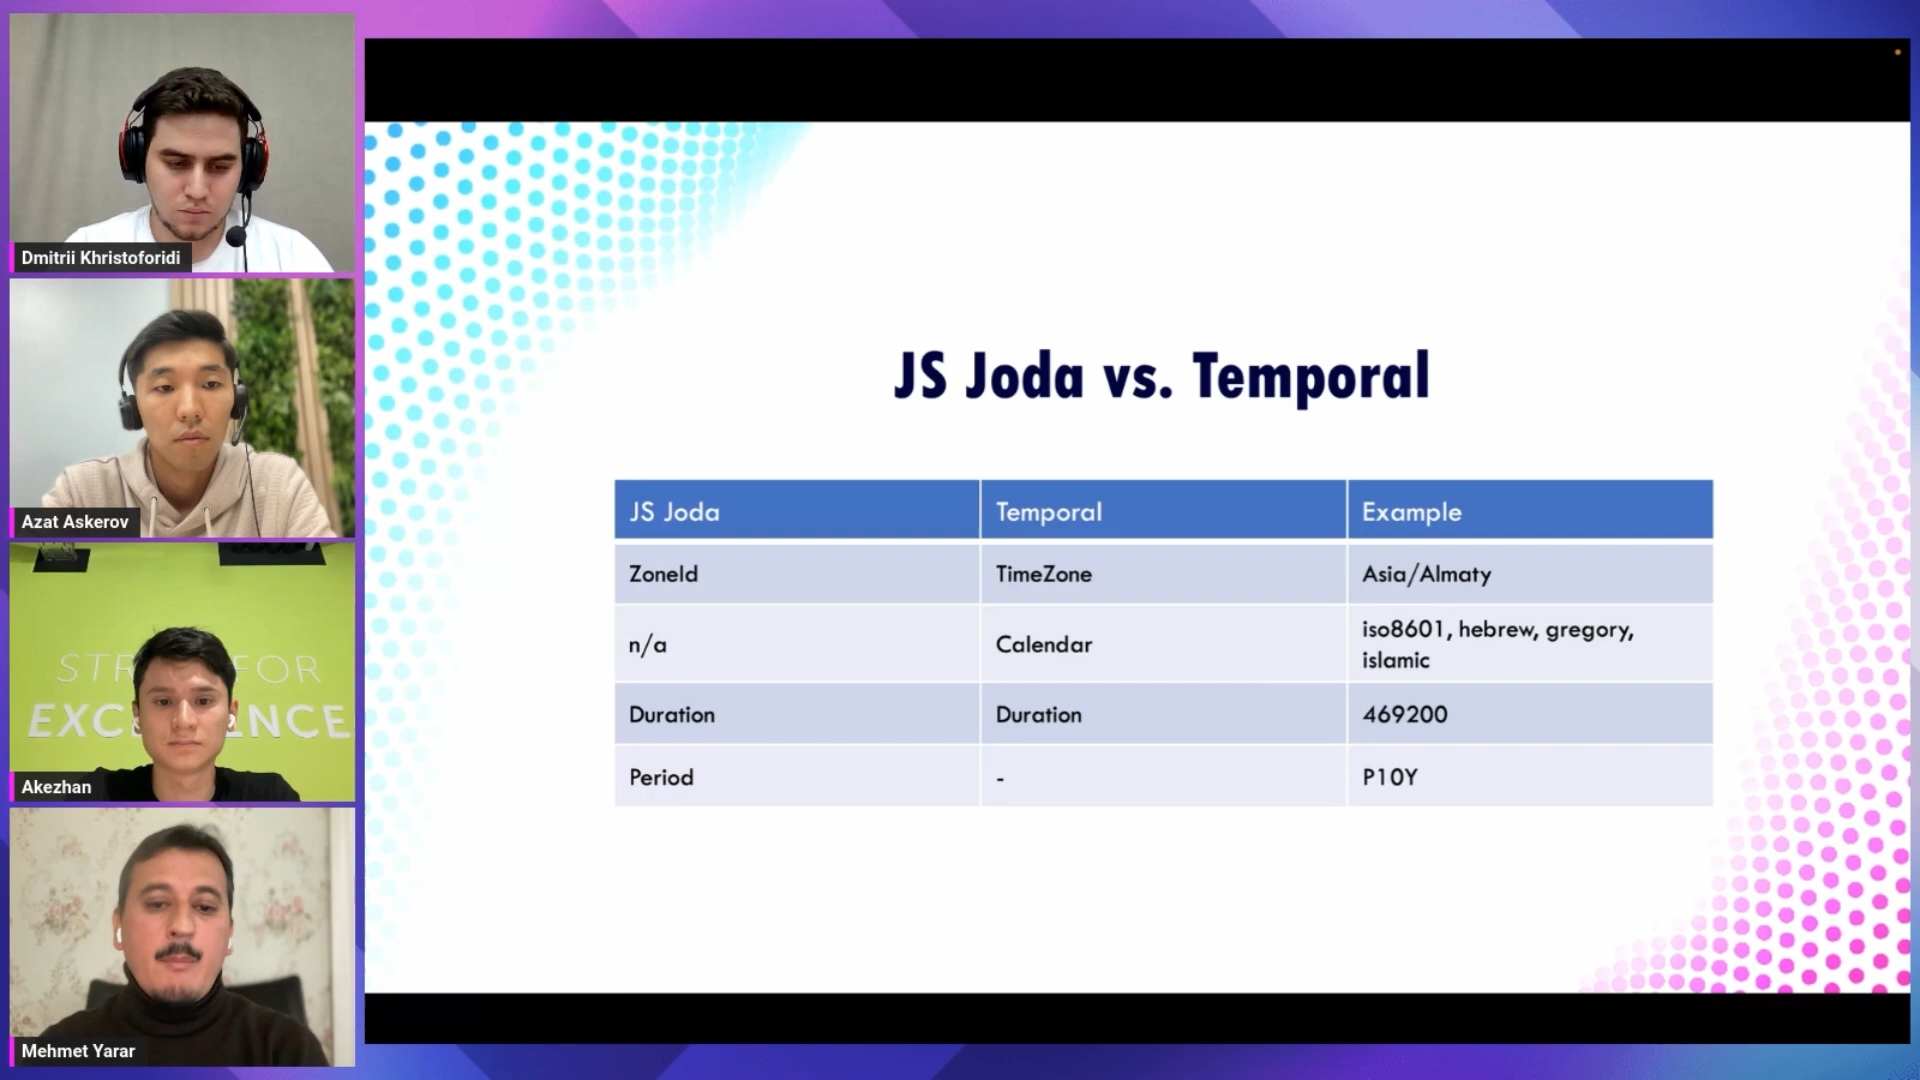 Dmitrii Khristoforidi
Azat Askerov
Akezhan
Mehmet Yarar
JS Joda vs. Temporal
JS Joda Temporal Example
ZoneId TimeZone Asia/Almaty
n/a Calendar iso8601, hebrew, gregory,
islamic
Duration Duration 469200
Period - P10Y
FOR